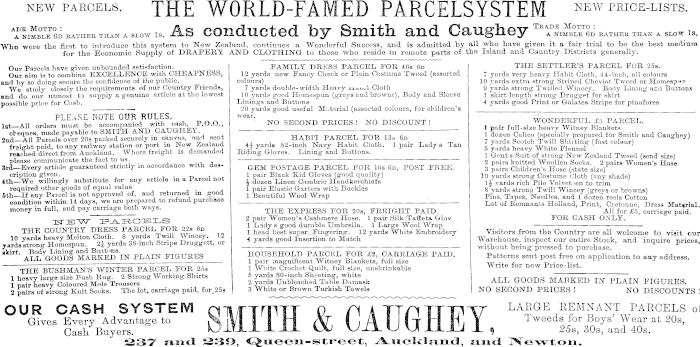 NEW PARCELS. THE WORLD-FAMED PARCELSYSTEM NEW PRICE-LISTS.
ADE MOTTO: As conducted by Smith and Caughey TRADE MOTTO:
A NIMBLE 6D RATHER THAN A SLOW 1s. A NIMBLE 6D RATHER THAN A SLOW 1s.
Who were the first to introduce this system to New Zealand, continues a Wonderful Success, and is admitted by all who have given it a fair trial to be the best medium
for the Economic Supply of DRAPERY AND CLOTHING to those who reside in remote parts of the Island and Country Districts generally.
Our Parcels have given unbounded satisfaction.
Our aim is to combine EXCELLENCE with CHEAPNESS,
and by so doing secure the confidence of the public.
We study closely the requirements of our Country Friends,
and do our utmost to supply a genuine article at the lowest
possible price for Cash.
PLEASE NOTE OUR RULES.
1st—All orders must be accompanied with cash, P.O.O.,
cheques, made payable to SMITH AND CAUGHEY.
2nd—All Parcels over 20s packed securely in canvas, and sent
freight paid, to any railway station or port in New Zealand
reached direct from Auckland. Where freight is demanded
please communicate the fact to us.
3rd—Every article guaranteed strictly in accordance with des-
cription given.
4th—We willingly substitute for any article in a Parcel not
required other goods of equal value
5th—If any Parcel is not approved of, and returned in good
condition within 14 days, we are prepared to refund purchase
money in full, and pay carriage both ways.
NEW PARCELS
THE COUNTRY DRESS PARCEL FOR 22s 6D
10 yards heavy Molton Cloth. 8 yards Twill Wincey. 12
yards strong Homespun. 2½ yards 36-inch Stripe Druggett, or
skirt. Body Lining and Buttons.
ALL GOODS MARKED IN PLAIN FIGURES
THE BUSHMAN'S WINTER PARCEL FOR 25s
1 heavy large size Bush Rug. 2 Strong Working Shirts
1 pair heavy Coloured Mole Trousers
2 pairs of strong Knit Socks. The lot, carriage paid, for 25s
FAMILY DRESS PARCEL FOR 46s 6D
12 yards new Fancy Check or Plain Costume Tweed (assorted
colours)
7 yards double-width Heavy Cloth
10 yards good Homespun (greys and browns), Body and Sleeve
Linings and Buttons
20 yards good useful Material (assorted colours, for children's
wear.
NO SECOND PRICES! NO DISCOUNT!
HABIT PARCEL FOR 13s 6D
4½ yards 52-inch Navy Habit Cloth. 1 pair Lady's Tan
Riding Gloves. Lining and Buttons.
GEM POSTAGE PARCEL FOR 10s 6D, POST FREE.
1 pair Black Kid Gloves (good quality)
½ dozen Linen Cambric Handkerchiefs
1 pair Elastic Garters with Buckles
1 Beautiful Wool Wrap
THE EXPRESS FOR 20s, FREIGHT PAID.
2 pair Women's Cashmere Hose. 1 pair Silk Taffeta Glov
1 Lady's good durable Umbrella. 1 Large Wool Wrap
1 head best super. Fingering. 12 yards White Embroidery
4 yards good Insertion to Match
HOUSEHOLD PARCEL FOR £2, CARRIAGE PAID.
1 pair magnificent Witney Blankets, full size
1 White Crochet Quilt, full size, unshrinkable
8 yards 80-inch Sheeting, white
2 yards Unbleached Table Damask
3 White or Brown Turkish Towels
THE SETTLER'S PARCEL FOR 25s.
7 yards very heavy Habit Cloth, 44-inch, all colours
10 yards extra strong Strived Cheviot Tweed or Homespun
10 yards strong Twilled Wincey. Body Lining and Buttons
1 skirt length strong Drugget for skirt
4 yards good Print or Galatea Stripe for pinafores
WONDERFUL £5 PARCEL.
1 pair full-size heavy Witney Blankets
1 dozen Calico (specially prepared for Smith and Caughey)
7 yards Scotch Twill Shirting (fast colour)
6 yards heavy White Flannel
1 Gent's Suit of strong New Zealand Tweed (send size)
2 pairs knitted Woollen Socks. 2 pairs Women's Hose
2 pairs Children's Hose (state size)
10 yards strong Costume Cloth (any shade)
1½ yards rich Pile Velvet sa to trim
8 yards strong Twill Wincey (greys or browns)
Pins, Tapes, Needles, and 1 dozen reels Cotton
Lot of Remnants Holland, Print, Cretonne, Dress Material.
All for £5, carriage paid.
FOR CASH ONLY.
Visitors from the Country are all welcome to visit our
Warehouse, inspect our entire Stock, and inquire prices,
without being pressed to purchase.
Patterns sent post free on application to any address.
Write for new Price-list.
ALL GOODS MARKED IN PLAIN FIGURES.
NO SECOND PRICES! NO DISCOUNTS!
OUR CASH SYSTEM
Gives Every Advantage to
Cash Buyers.
SMITH & CAUGHEY,
LARGE REMNANT PARCELS of
Tweeds for Boys' Wear at 20s,
25s, 30s, and 40s.
237 and 239, Queen-street, Auckland, and Newton.